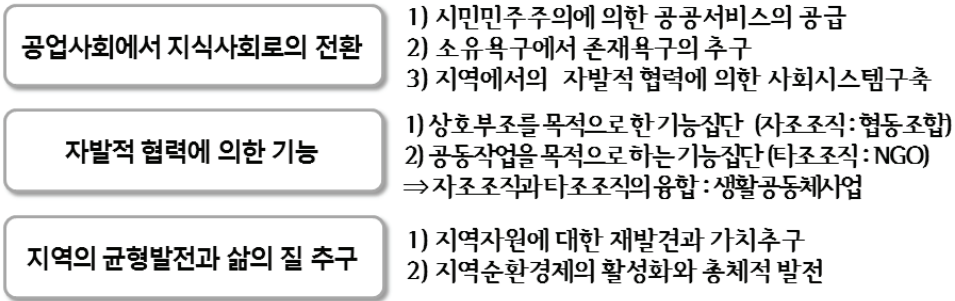 공업사회에서 지식사회로의 전환
1) 시민민주주의에 의한 공공서비스의 공급
2) 소유욕구에서 존재욕구의 추구
3) 지역에서의 자발적 협력에 의한 사회시스템구축
자발적 협력에 의한 기능
1) 상호부조를 목적으로 한 기능집단 (자조조직 : 협동조합)
2) 공동작업을 목적으로 하는 기능집단 (타조조직 : NGO)
⇒ 자조조직과 타조조직의 융합 : 생활공동체사업
지역의 균형발전과 삶의 질 추구
1) 지역자원에 대한 재발견과 가치추구
2) 지역순환경제의 활성화와 총체적 발전